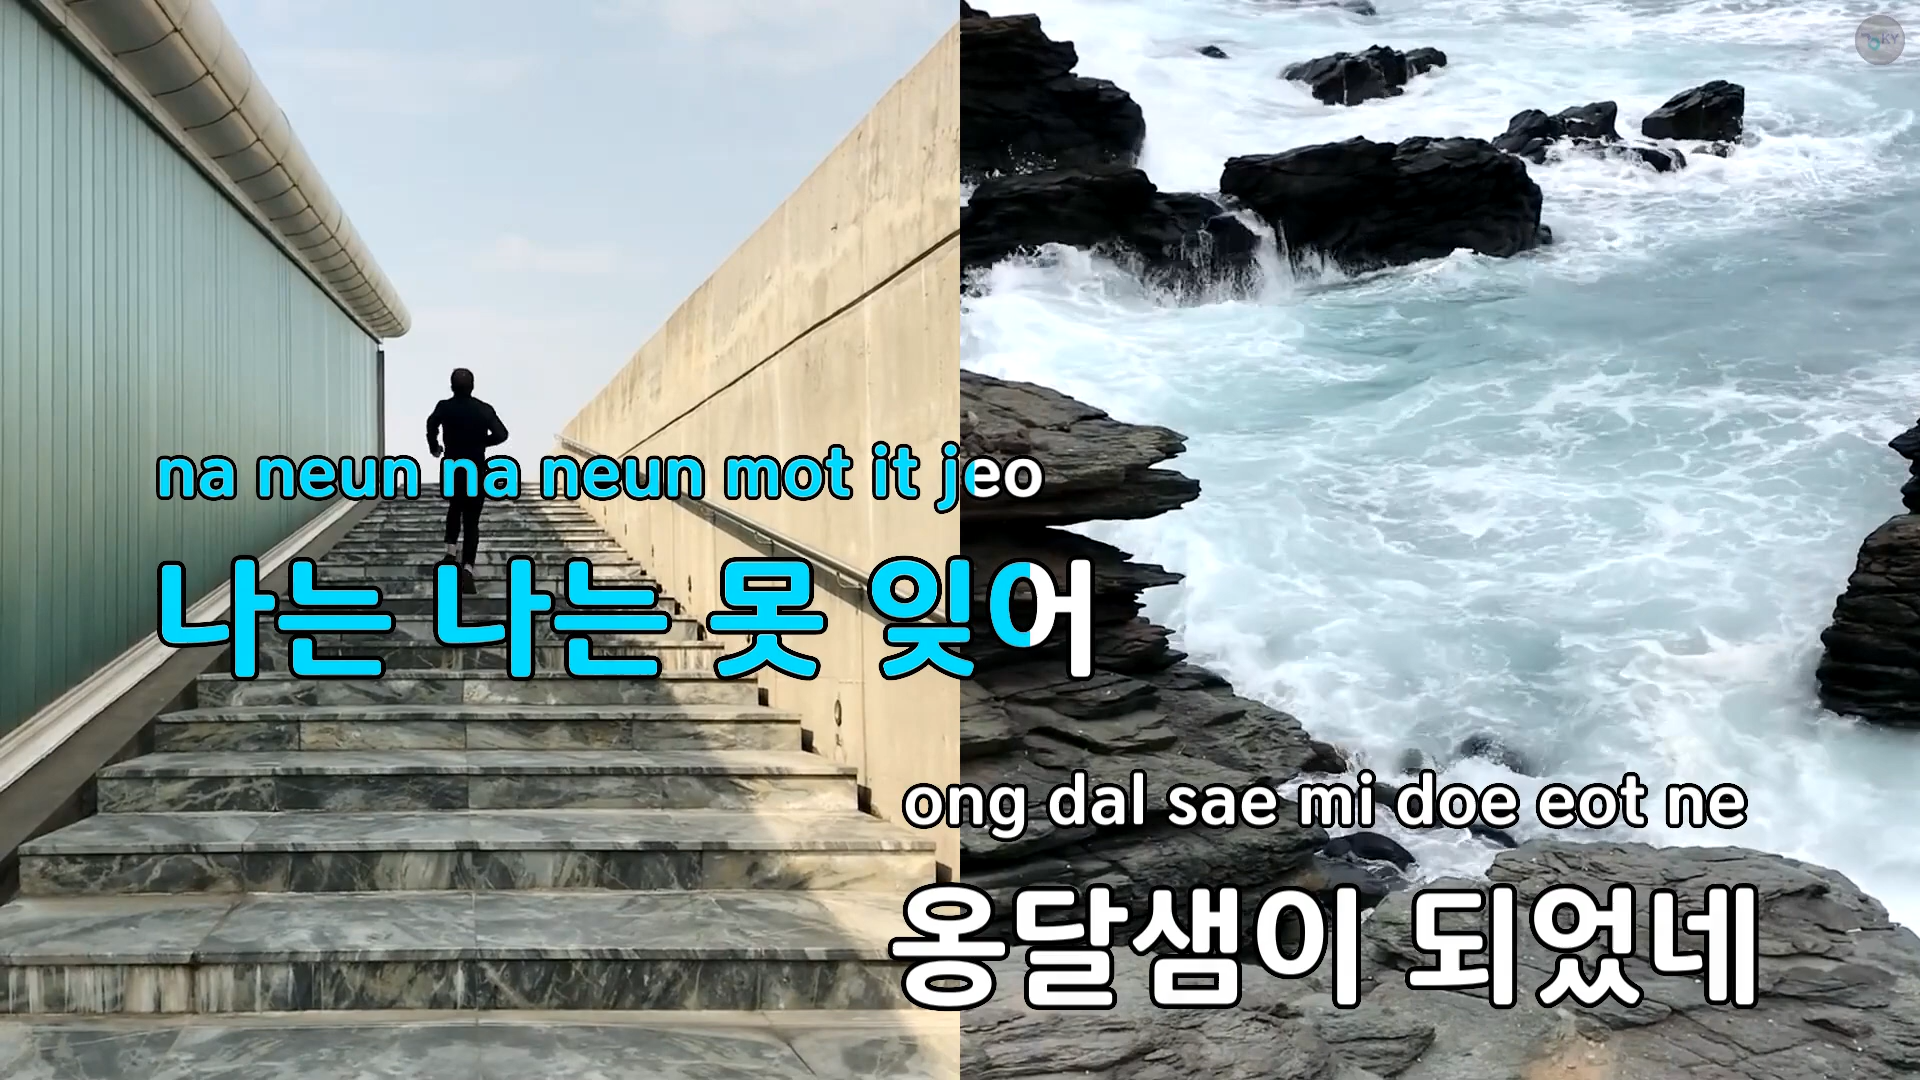 na neun na neun mot it jeo
나는 나는 못 잊어
ong dal sae mi doe eot ne
옹달샘이 되었네